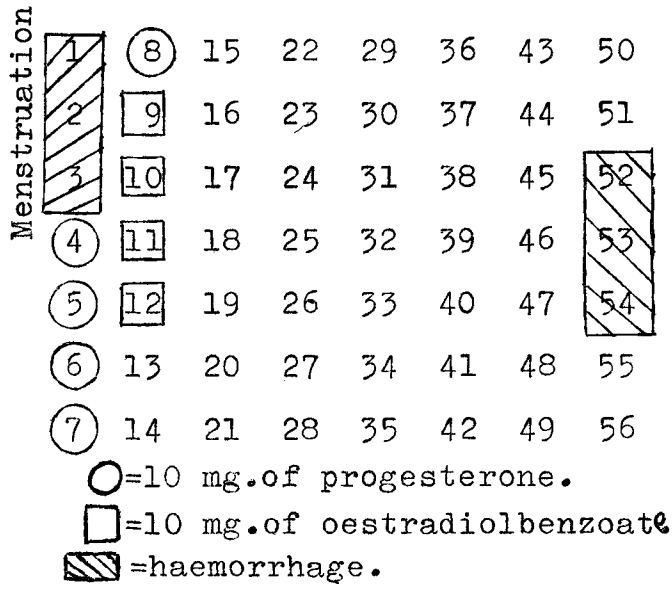 Menstruation
1 8 15 22 29 36 43 50
2 9 16 23 30 37 44 51
3 10 17 24 31 38 45 52
4 11 18 25 32 39 46 53
5 12 19 26 33 40 47 54
6 13 20 27 34 41 48 55
7 14 21 28 35 42 49 56
=10 mg.of progesterone.
=10 mg.of oestradiolbenzoate
=haemorrhage.